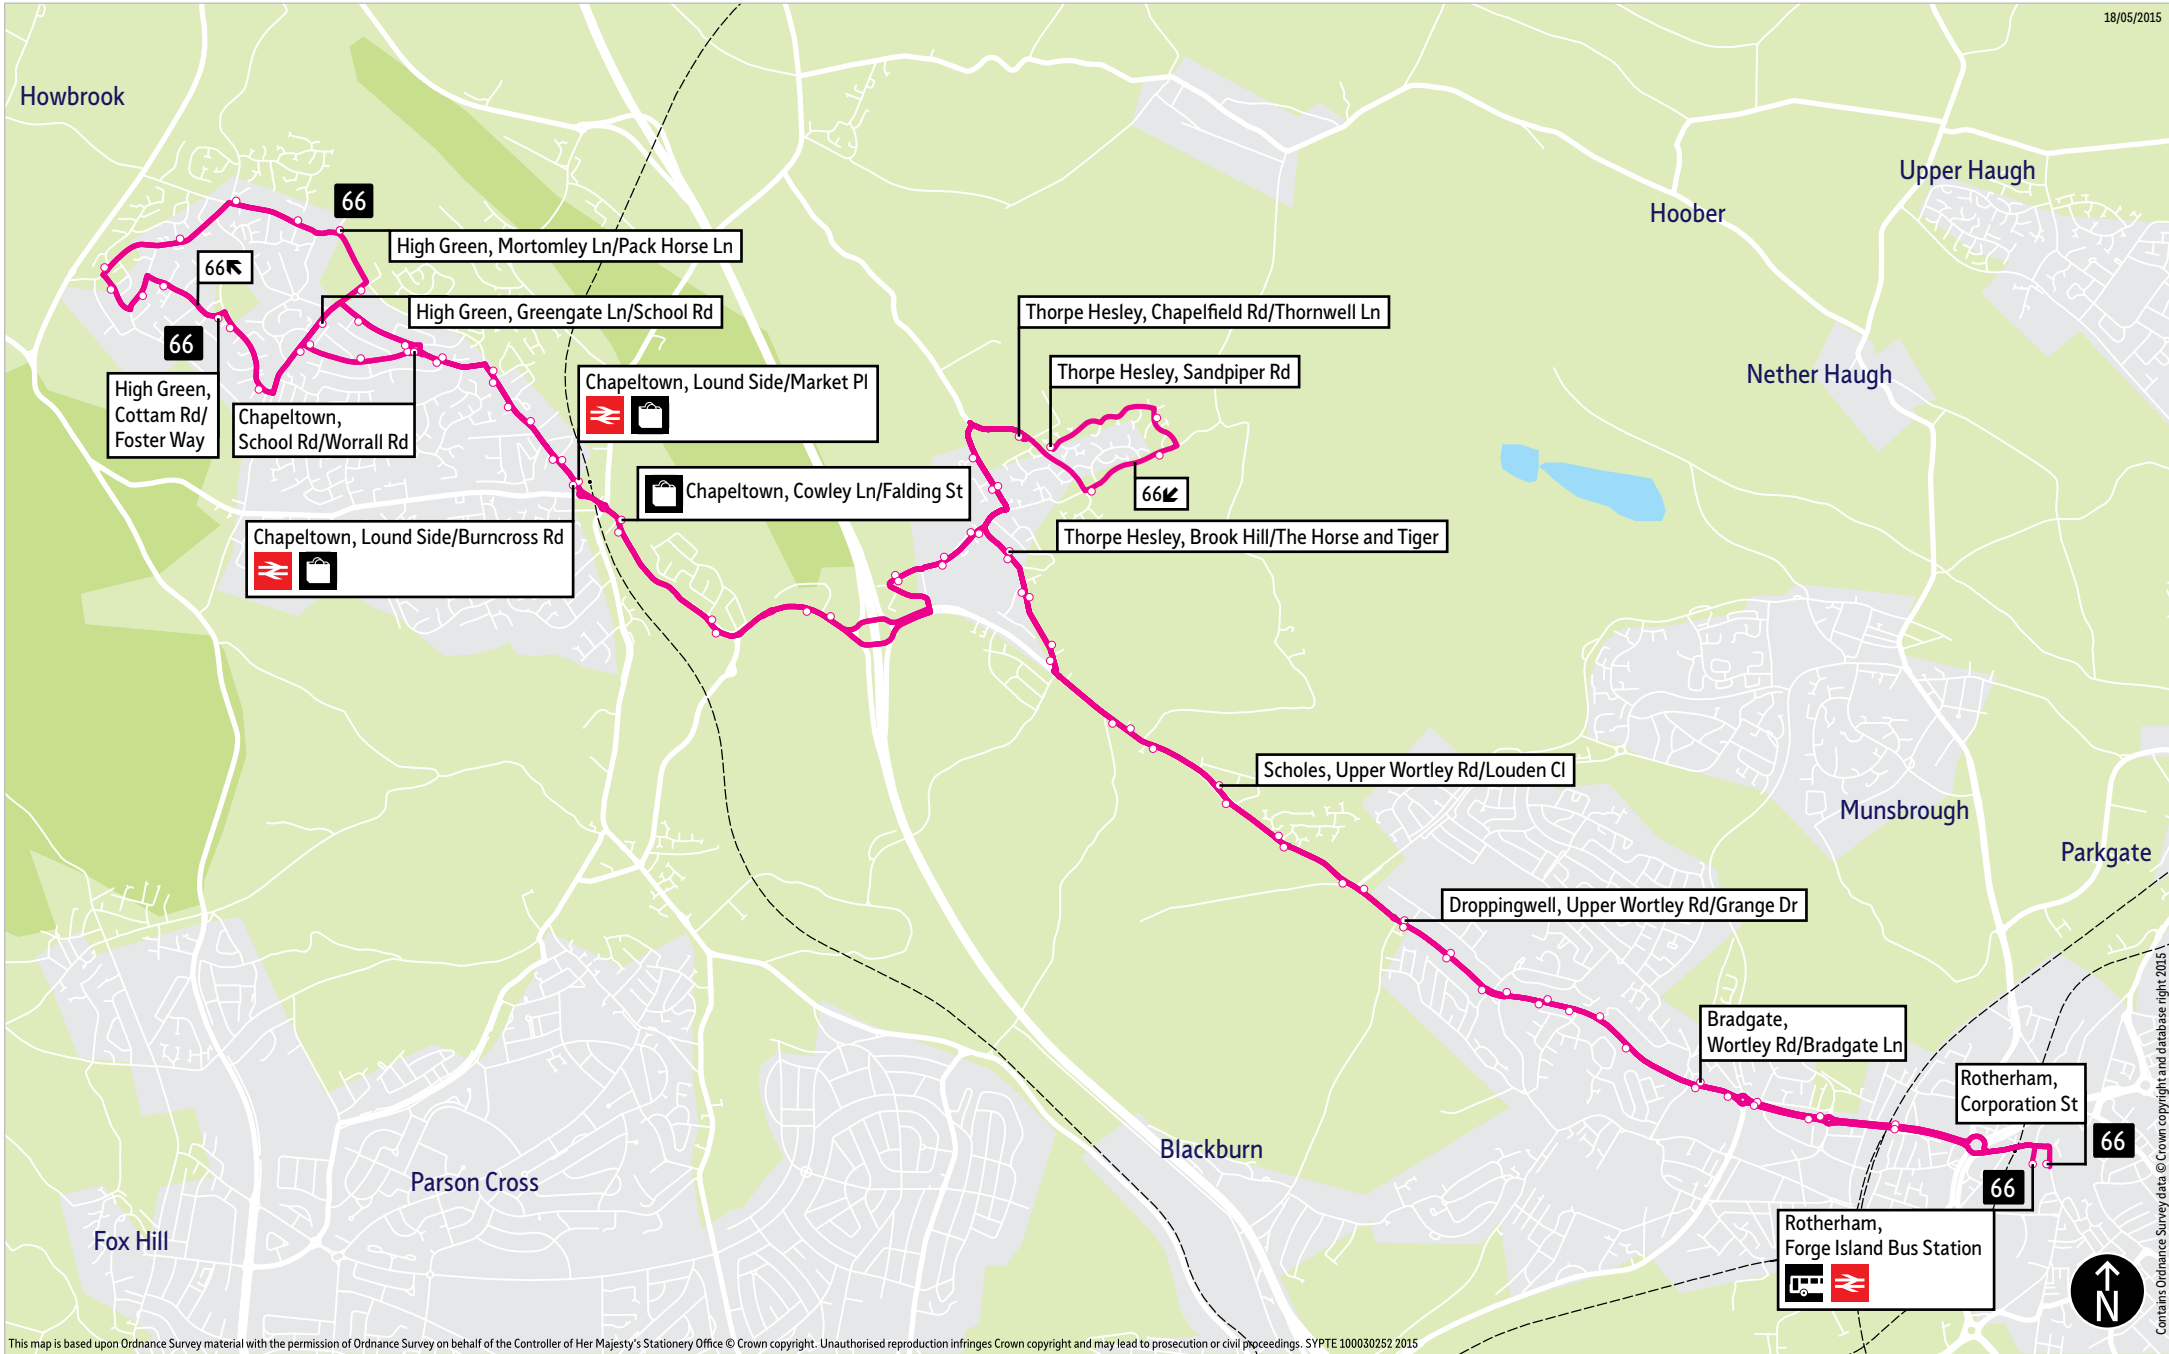 18/05/2015
Howbrook
Upper Haugh
66
Hoober
High Green, Mortomley Ln/Pack Horse Ln
66
High Green, Greengate Ln/School Rd
Thorpe Hesley, Chapelfield Rd/Thornwell Ln
66
Thorpe Hesley, Sandpiper Rd
Nether Haugh
Chapeltown, Lound Side/Market Pl
High Green,
Cottam Rd/
Foster Way
Chapeltown,
School Rd/Worrall Rd
Chapeltown, Cowley Ln/Falding St
66
Chapeltown, Lound Side/Burncross Rd
Thorpe Hesley, Brook Hill/The Horse and Tiger
Scholes, Upper Wortley Rd/Louden Cl
Munsbrough
Parkgate
Droppingwell, Upper Wortley Rd/Grange Dr
Bradgate,
Wortley Rd/Bradgate Ln
Rotherham,
Corporation St
66
Blackburn
Parson Cross
66
Fox Hill
Rotherham,
Forge Island Bus Station
N
Contains Ordnance Survey data © Crown copyright and database right 2015
This map is based upon Ordnance Survey material with the permission of Ordnance Survey on behalf of the Controller of Her Majesty's Stationery Office © Crown copyright. Unauthorised reproduction infringes Crown copyright and may lead to prosecution or civil proceedings. SYPTE 100030252 2015